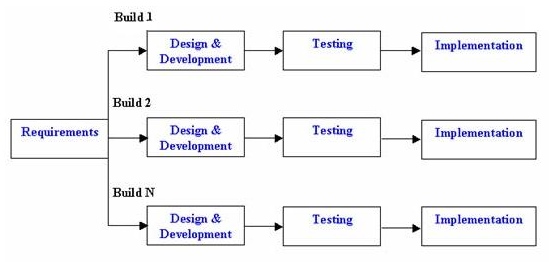 Build 1
Design &
Development
Testing
Implementation
Build 2
Requirements
Design &
Development
Testing
Implementation
Build N
Design &
Development
Testing
Implementation